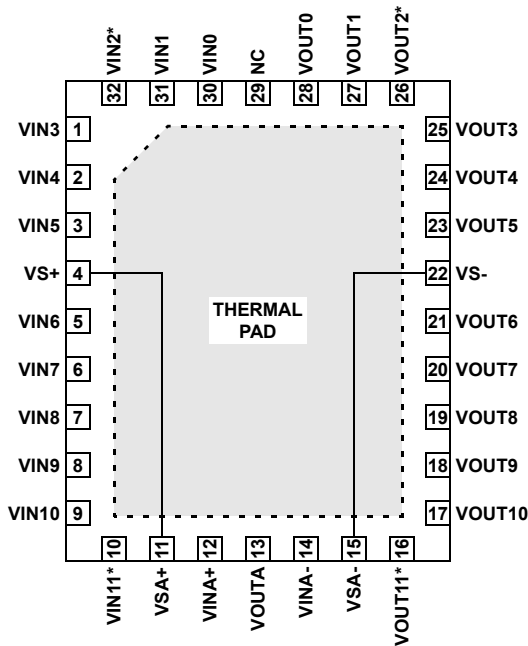 VIN2*
VIN1
VIN0
NC
VOUT0
VOUT1
VOUT2*
32
31
30
29
28
27
26
VIN3 1
25 VOUT3
VIN4 2
24 VOUT4
VIN5 3
23 VOUT5
VS+ 4
22 VS-
THERMAL
PAD
VIN6 5
21 VOUT6
VIN7 6
20 VOUT7
VIN8 7
19 VOUT8
VIN9 8
18 VOUT9
VIN10 9
17 VOUT10
10
11
12
13
14
15
16
VIN11*
VSA+
VINA+
VOUTA
VINA-
VSA-
VOUT11*